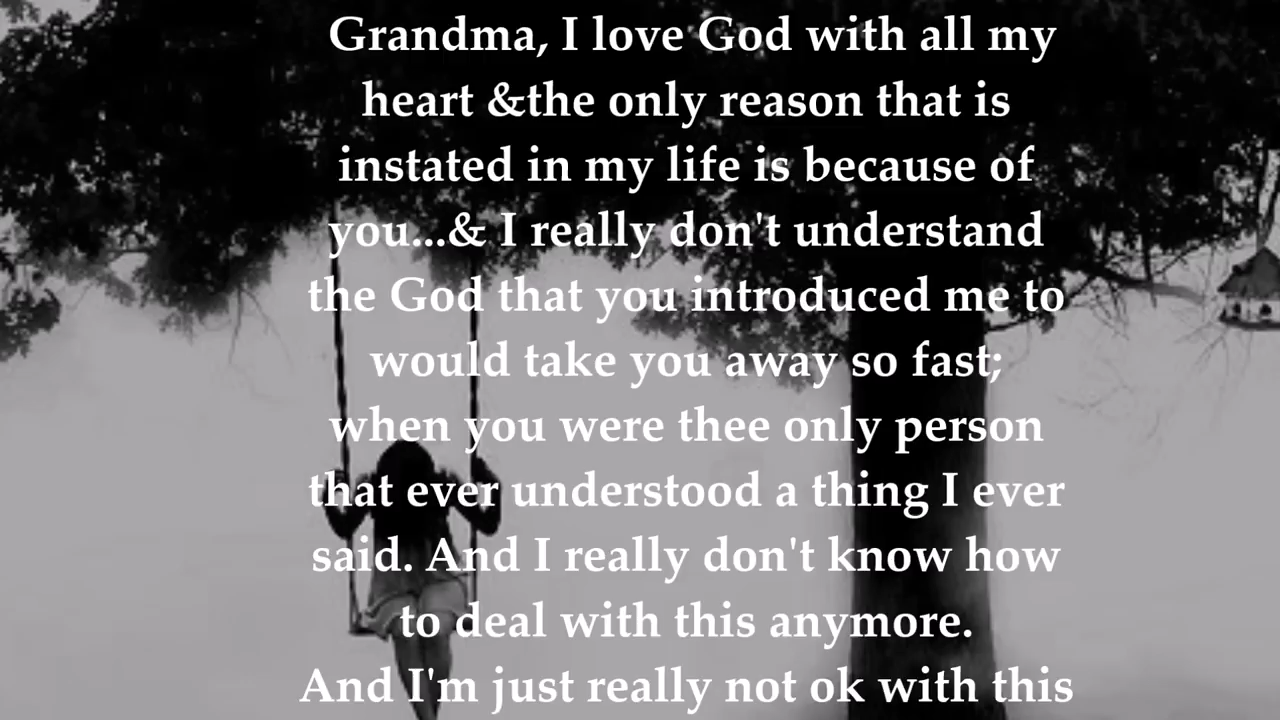 Grandma, I love God with all my
heart &the only reason that is
instated in my life is because of
you...& I really don't understand
the God that you introduced me to
would take you away so fast;
when you were thee only person
that ever understood a thing I ever
said. And I really don't know how
to deal with this anymore.
And I'm just really not ok with this